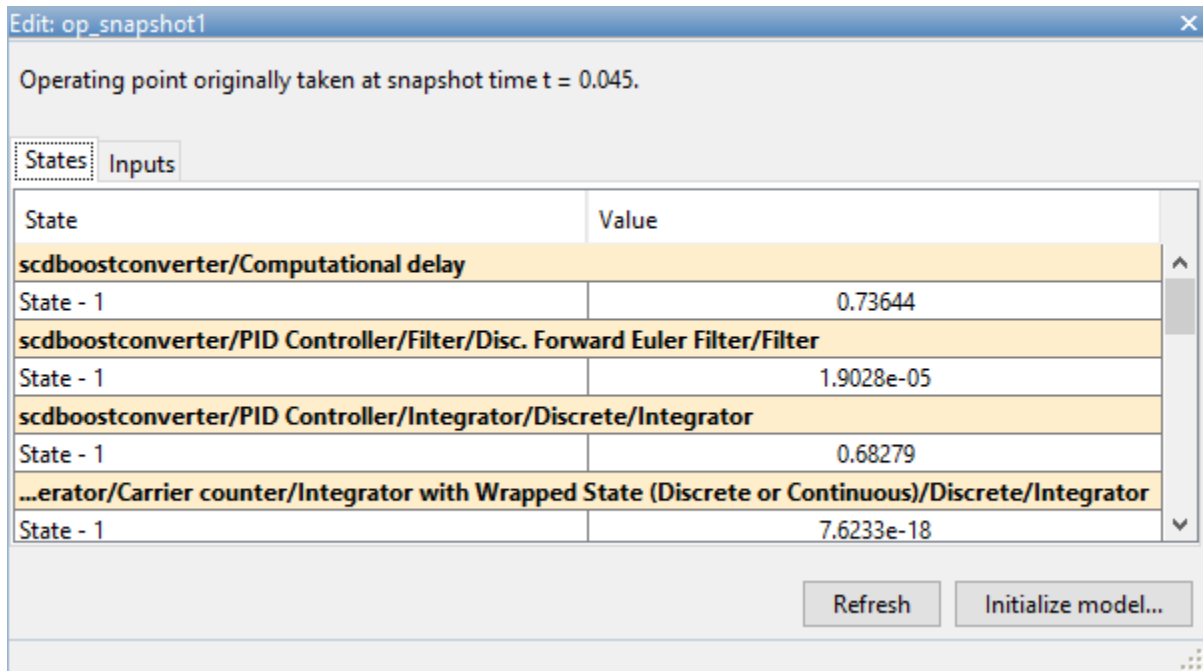 Edit: op_snapshot1
Operating point originally taken at snapshot time t = 0.045.
States Inputs
State Value
scdboostconverter/Computational delay
State - 1 0.73644
scdboostconverter/PID Controller/Filter/Disc. Forward Euler Filter/Filter
State - 1 1.9028e-05
scdboostconverter/PID Controller/Integrator/Discrete/Integrator
State - 1 0.68279
...erator/Carrier counter/Integrator with Wrapped State (Discrete or Continuous)/Discrete/Integrator
State - 1 7.6233e-18
Refresh Initialize model...